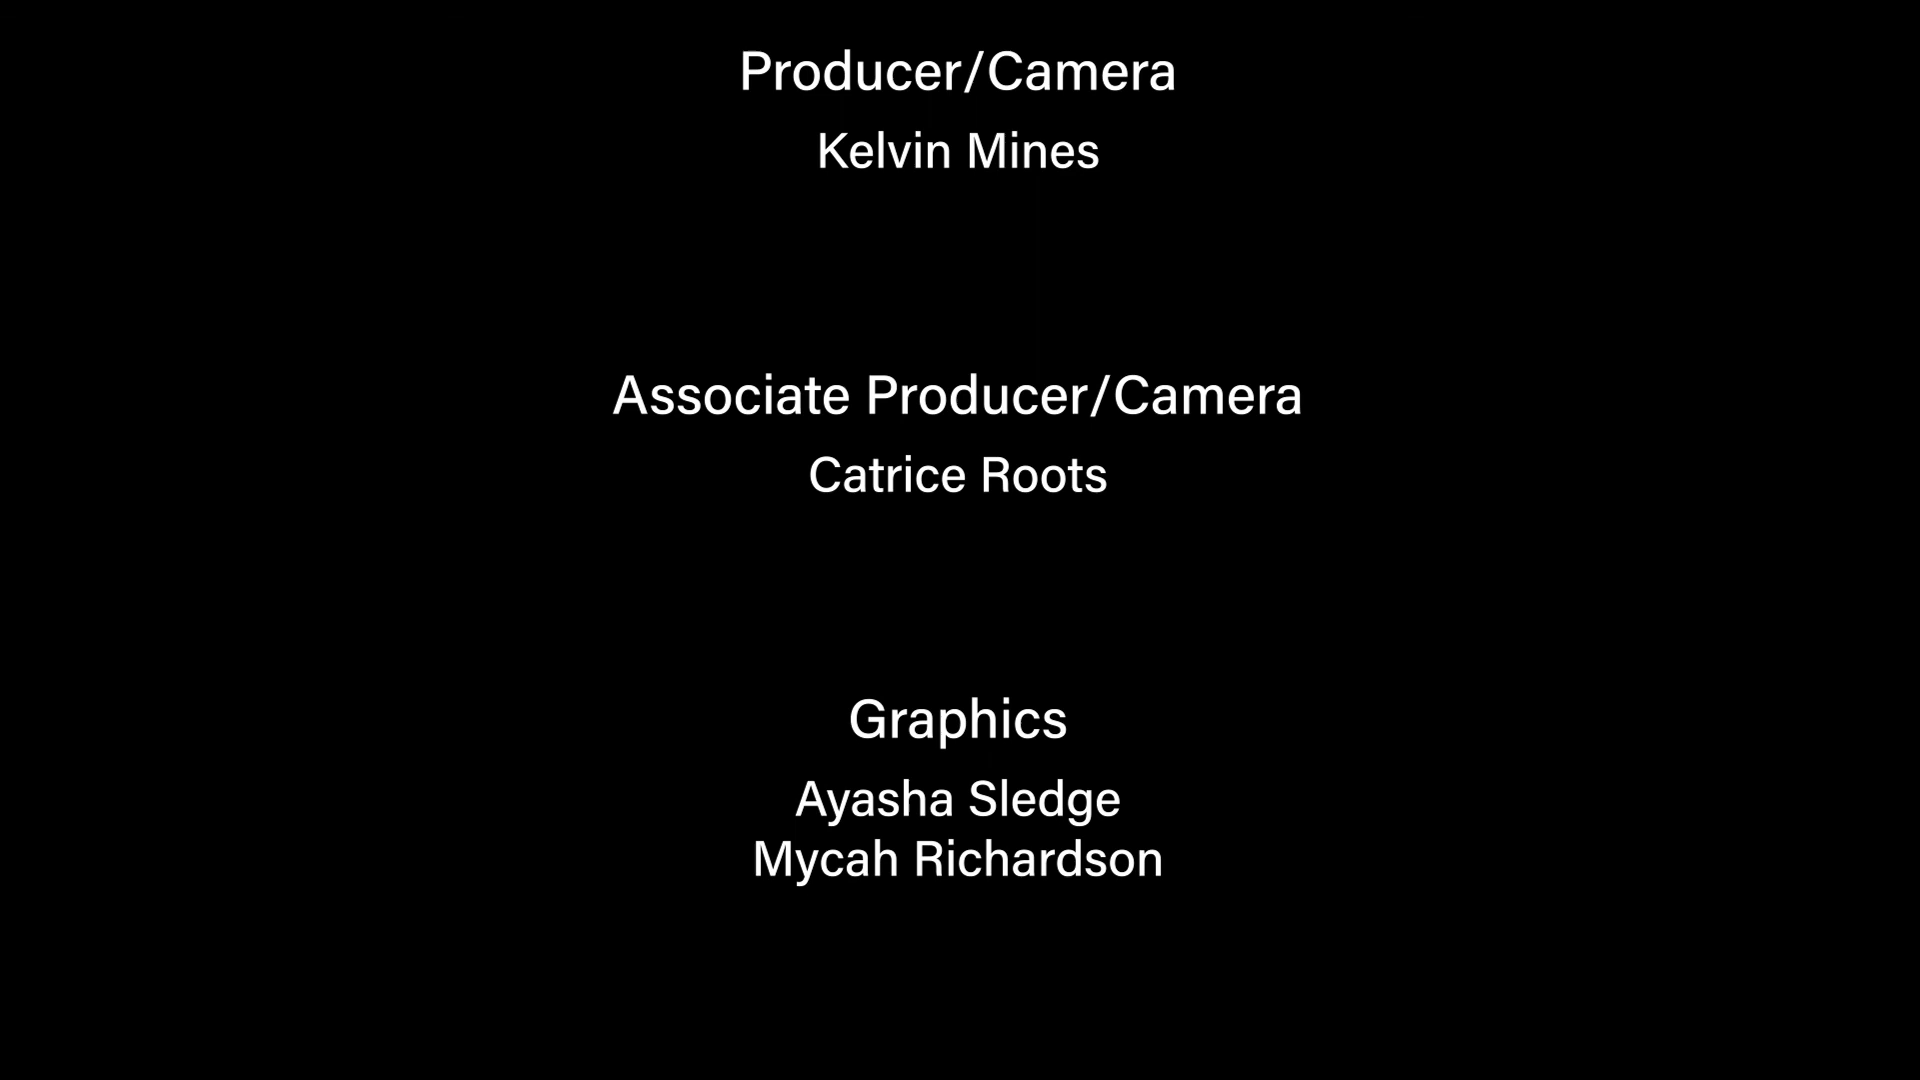 Producer/Camera
Kelvin Mines
Associate Producer/Camera
Catrice Roots
Graphics
Ayasha Sledge
Mycah Richardson